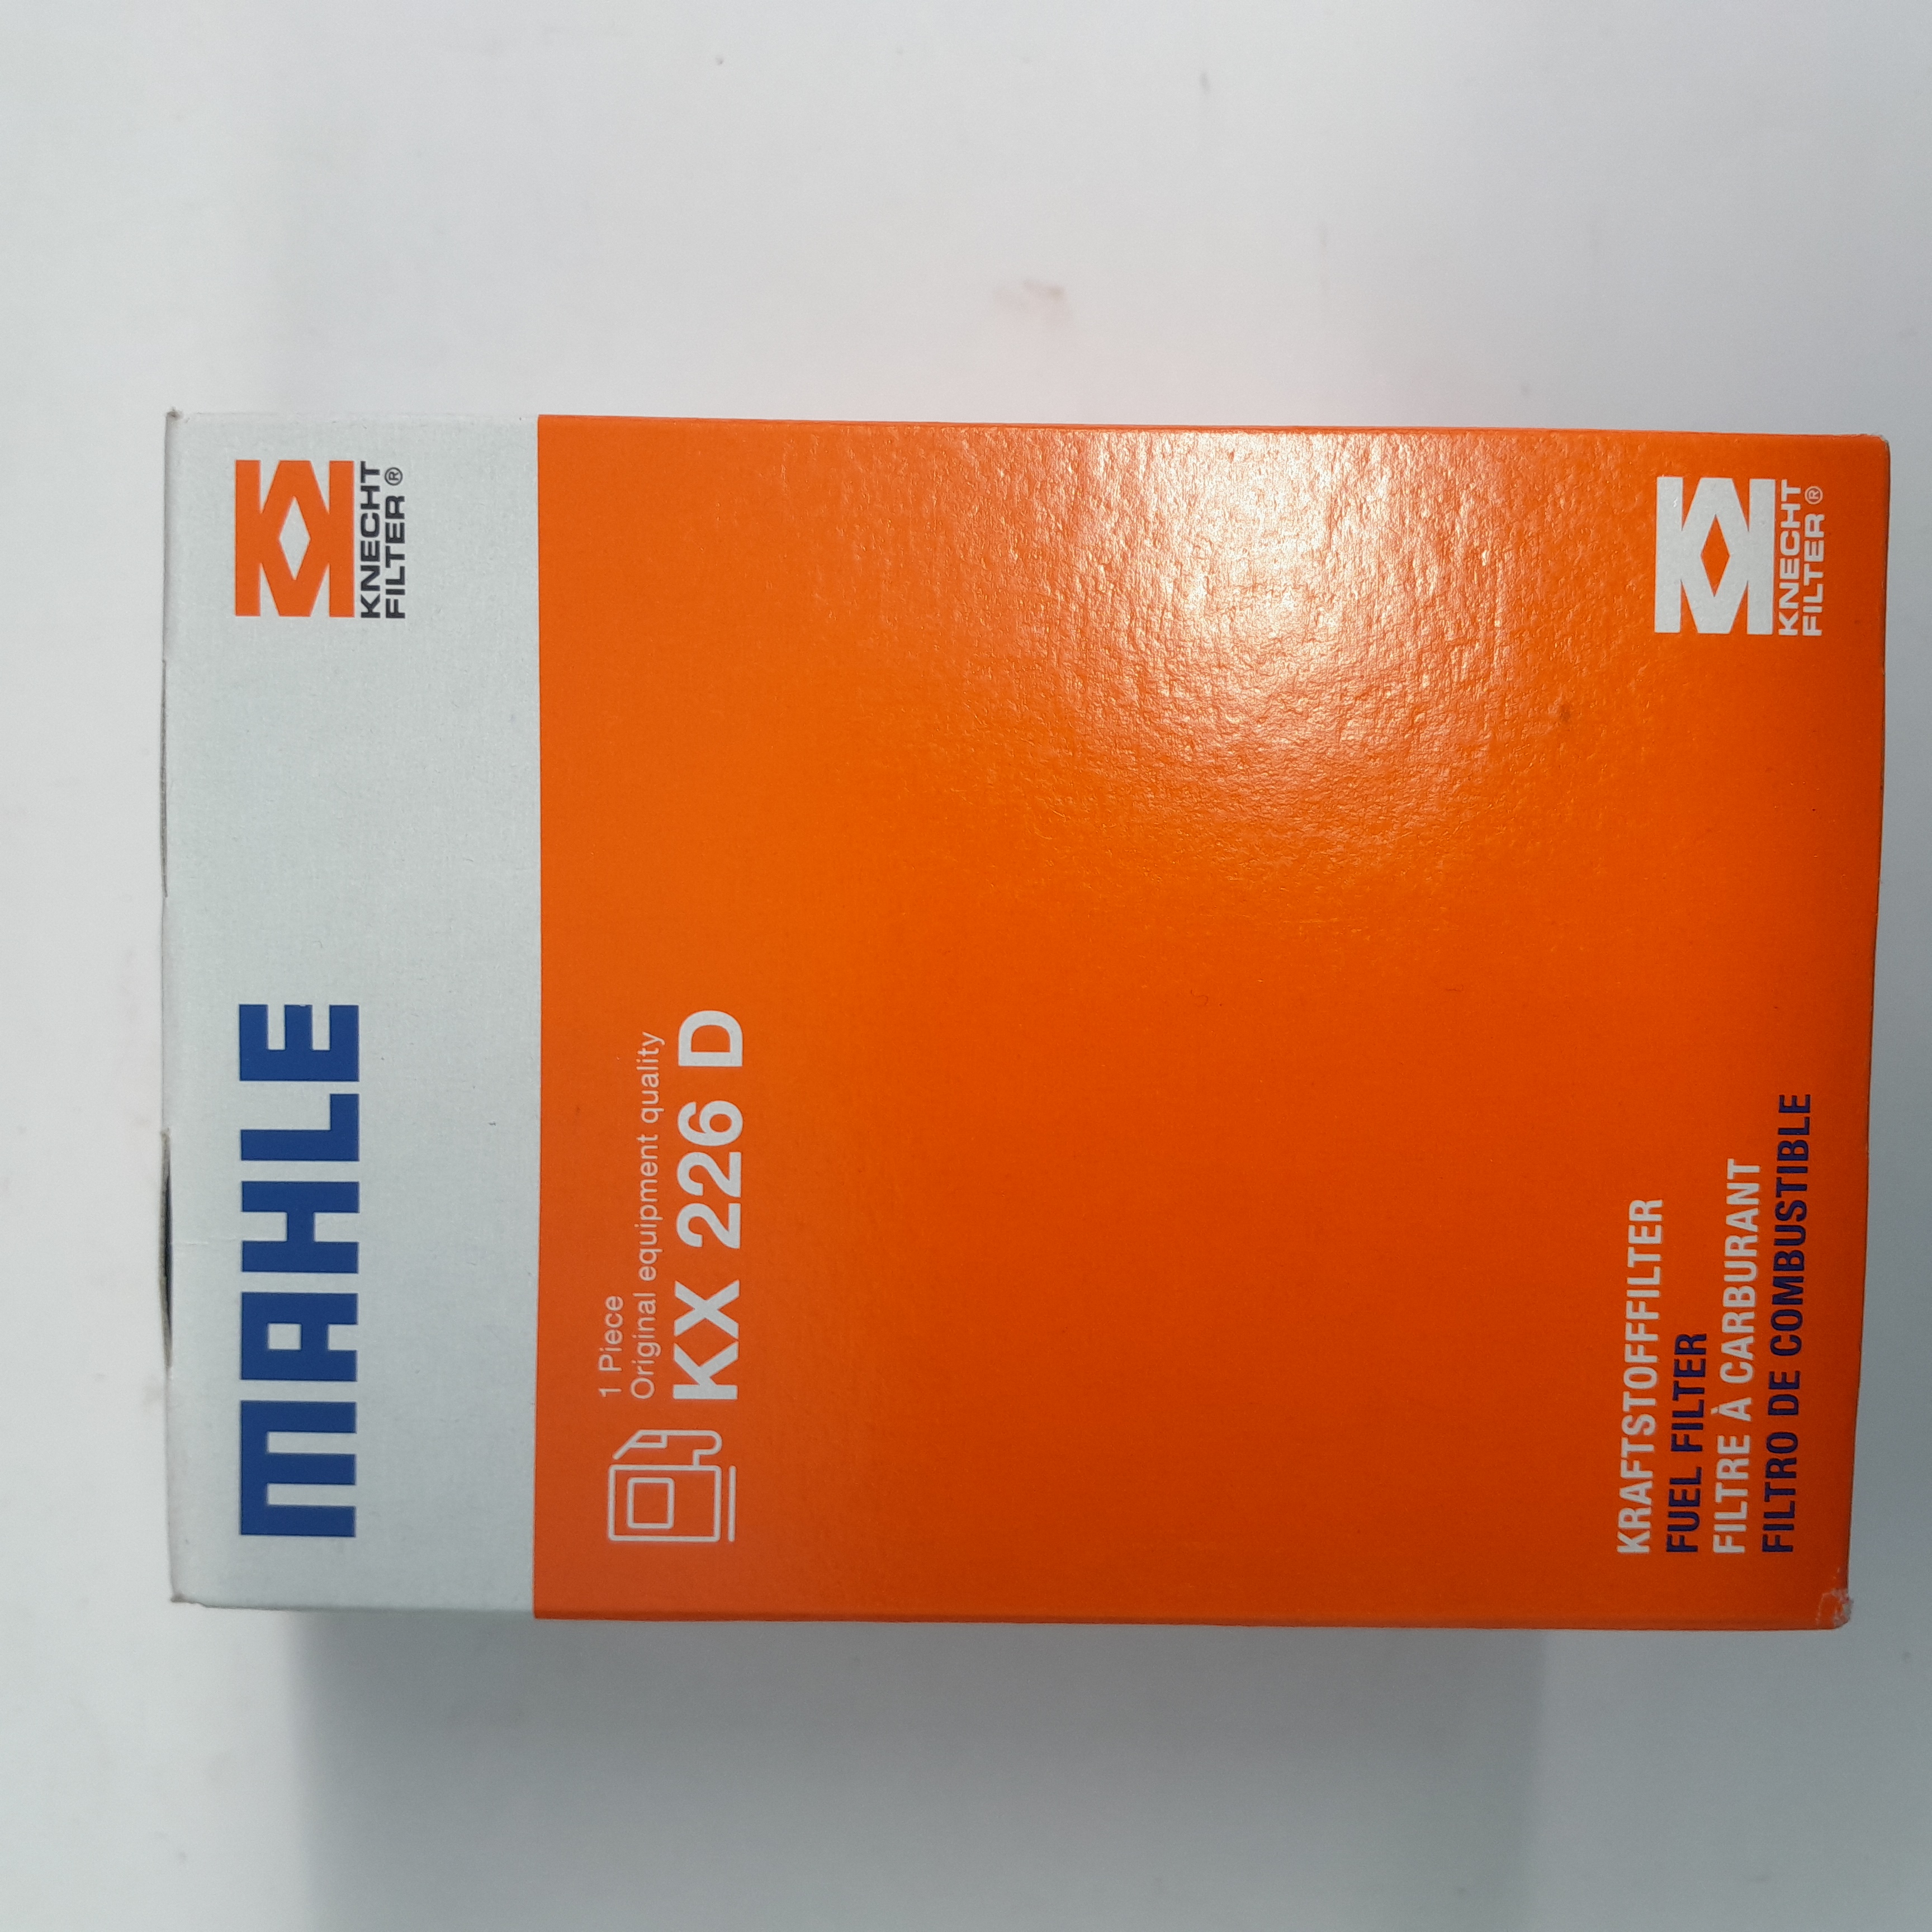 MAHLE
KNECHT
FILTER®
1 Piece
Original equipment quality
KX 226 D
KRAFTSTOFFFILTER
FUEL FILTER
FILTRE À CARBURANT
FILTRO DE COMBUSTIBLE
KNECHT
FILTER®